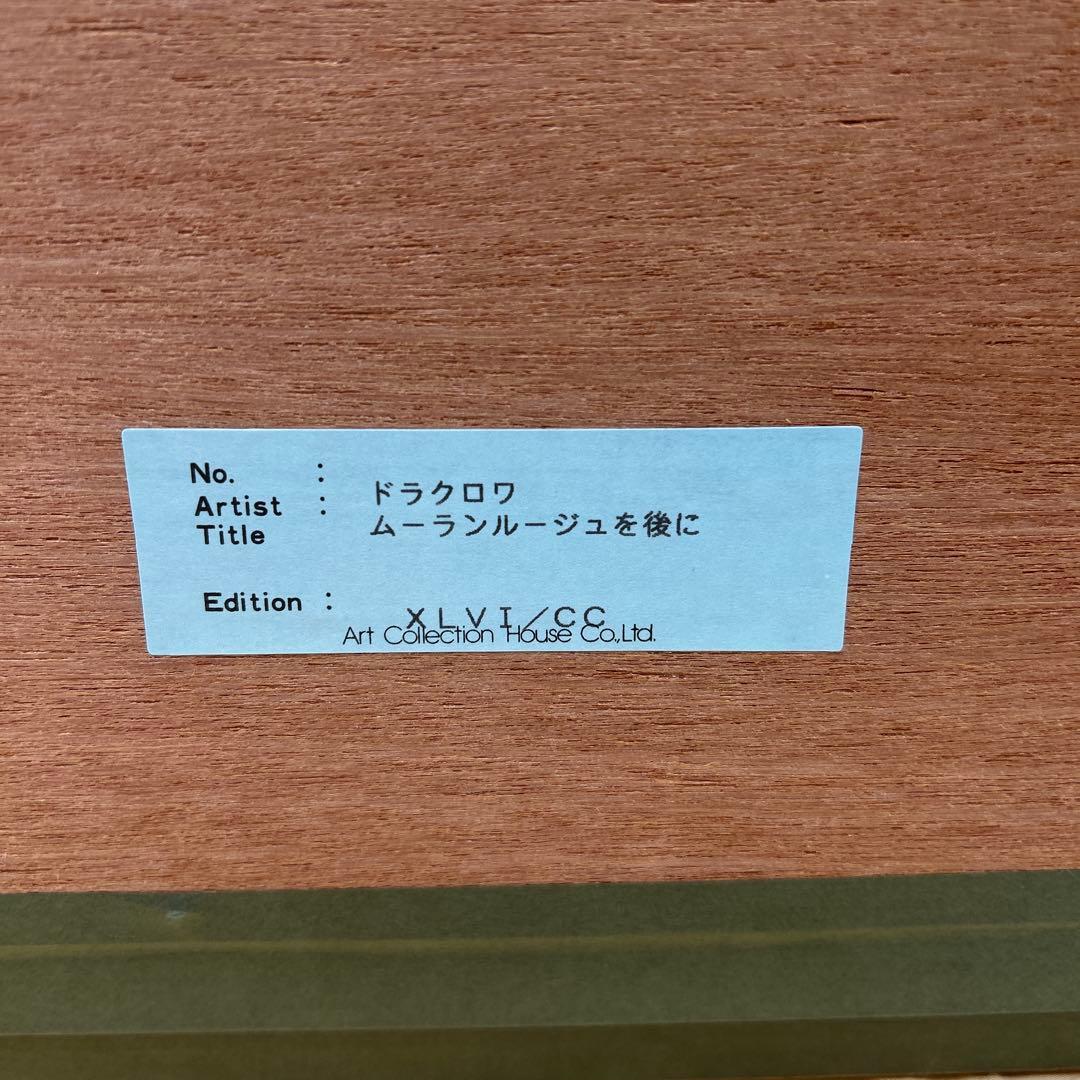 No. :
Artist : ドラクロワ
Title ムーランルージュを後に
Edition : XLVI/CC
Art Collection House Co.,Ltd.